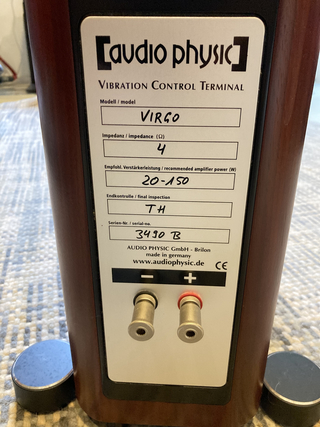 [audio physic]
VIBRATION CONTROL TERMINAL
Modell / model
VIRGO
Impedanz / impedance (Ω)
4
Empfohl. Verstärkerleistung / recommended amplifier power (W)
20-150
Endkontrolle / final inspection
TH
Serien-Nr. / serial-no.
3490 B
AUDIO PHYSIC GmbH - Brilon
made in germany
www.audiophysic.de
CE
− +